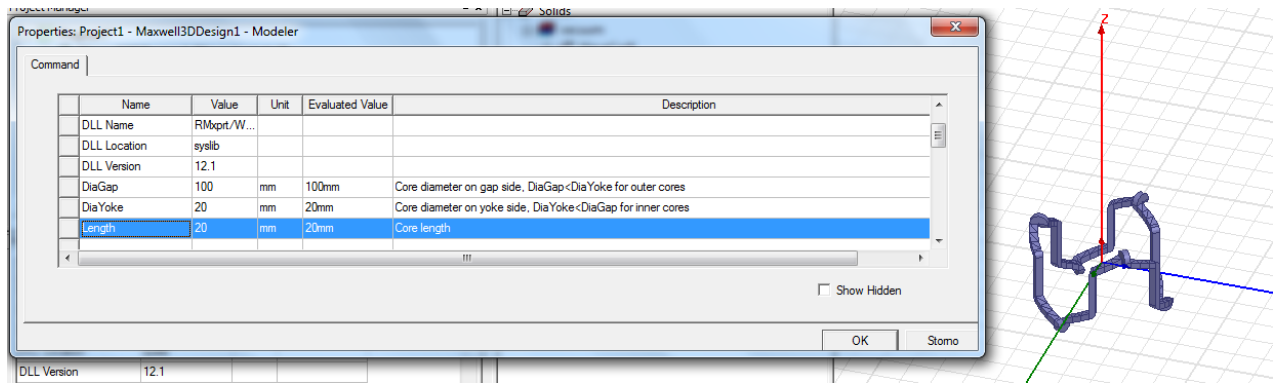 Solids
Properties: Project1 - Maxwell3DDesign1 - Modeler
Command
Name Value Unit Evaluated Value Description
DLL Name RMxprt/W...
DLL Location syslib
DLL Version 12.1
DiaGap 100 mm 100mm Core diameter on gap side, DiaGap<DiaYoke for outer cores
DiaYoke 20 mm 20mm Core diameter on yoke side, DiaYoke<DiaGap for inner cores
Length 20 mm 20mm Core length
Show Hidden
OK Storno
DLL Version 12.1
Z